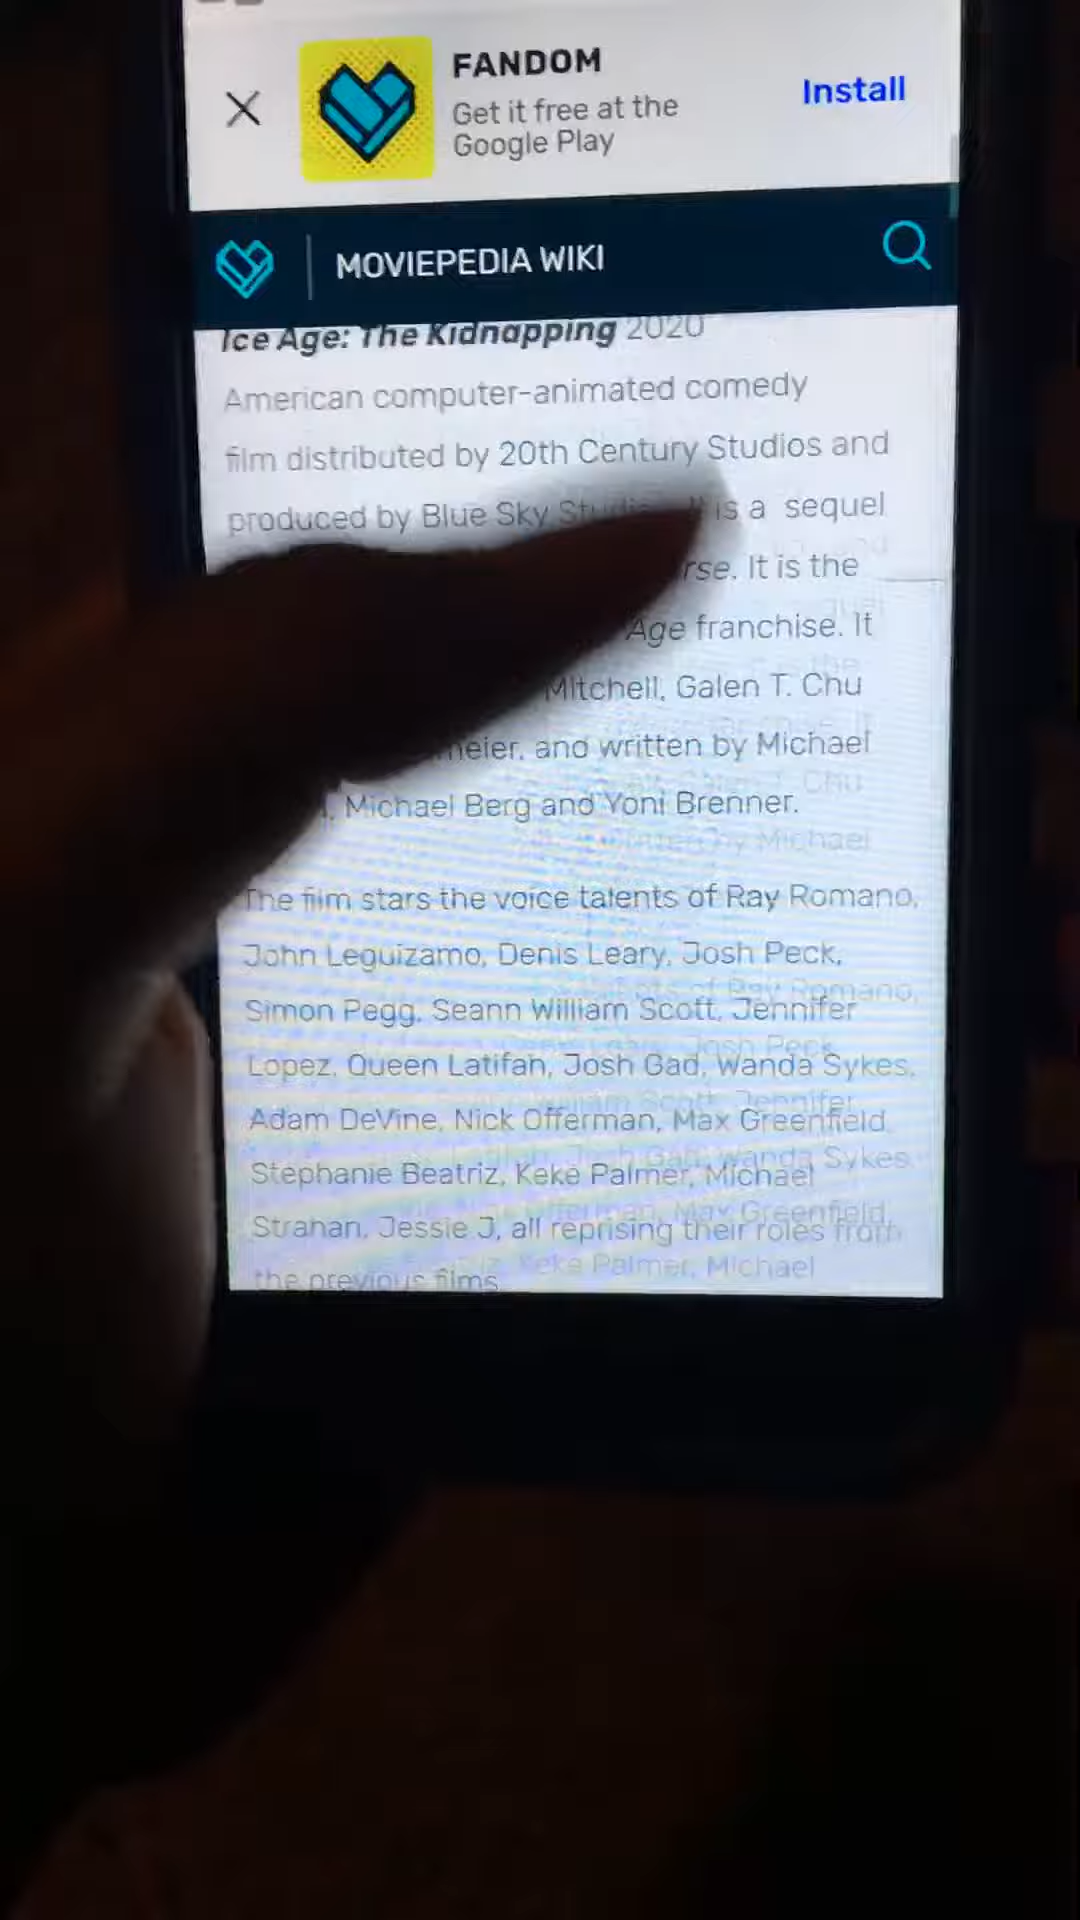 FANDOM
Get it free at the
Google Play
Install
MOVIEPEDIA WIKI
Ice Age: The Kidnapping 2020
American computer-animated comedy
film distributed by 20th Century Studios and
produced by Blue Sky is a sequel
It is the
Age franchise. It
Mitchell, Galen T. Chu
and written by Michael
Michael Berg and Yoni Brenner.
The film stars the voice talents of Ray Romano,
John Leguizamo, Denis Leary, Josh Peck,
Simon Pegg, Seann William Scott, Jennifer
Lopez, Queen Latifah, Josh Gad, Wanda Sykes,
Adam DeVine, Nick Offerman, Max Greenfield,
Stephanie Beatriz, Keke Palmer, Michael
Strahan, Jessie J, all reprising their roles from
the previous films